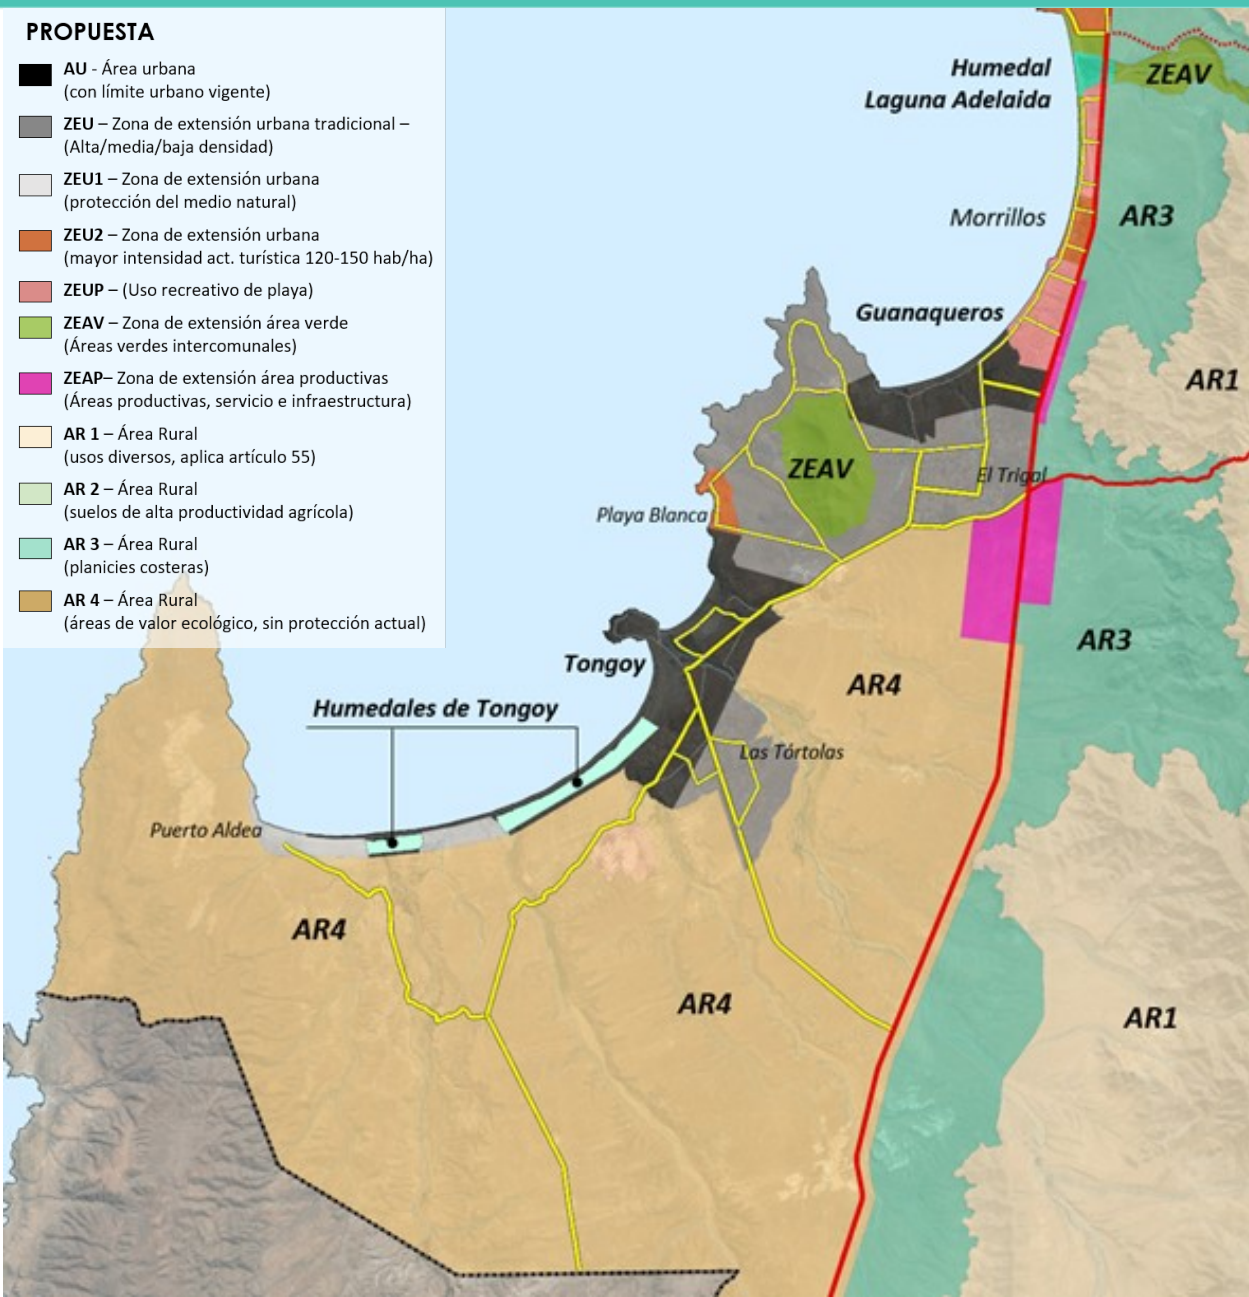 PROPUESTA
AU - Área urbana
(con límite urbano vigente)
ZEU – Zona de extensión urbana tradicional –
(Alta/media/baja densidad)
ZEU1 – Zona de extensión urbana
(protección del medio natural)
ZEU2 – Zona de extensión urbana
(mayor intensidad act. turística 120-150 hab/ha)
ZEUP – (Uso recreativo de playa)
ZEAV – Zona de extensión área verde
(Áreas verdes intercomunales)
ZEAP– Zona de extensión área productivas
(Áreas productivas, servicio e infraestructura)
AR 1 – Área Rural
(usos diversos, aplica artículo 55)
AR 2 – Área Rural
(suelos de alta productividad agrícola)
AR 3 – Área Rural
(planicies costeras)
AR 4 – Área Rural
(áreas de valor ecológico, sin protección actual)
Humedal
Laguna Adelaida
ZEAV
Morrillos
AR3
Guanaqueros
AR1
ZEAV
El Trigal
Playa Blanca
AR3
Tongoy
AR4
Humedales de Tongoy
Las Tórtolas
Puerto Aldea
AR4
AR4
AR1